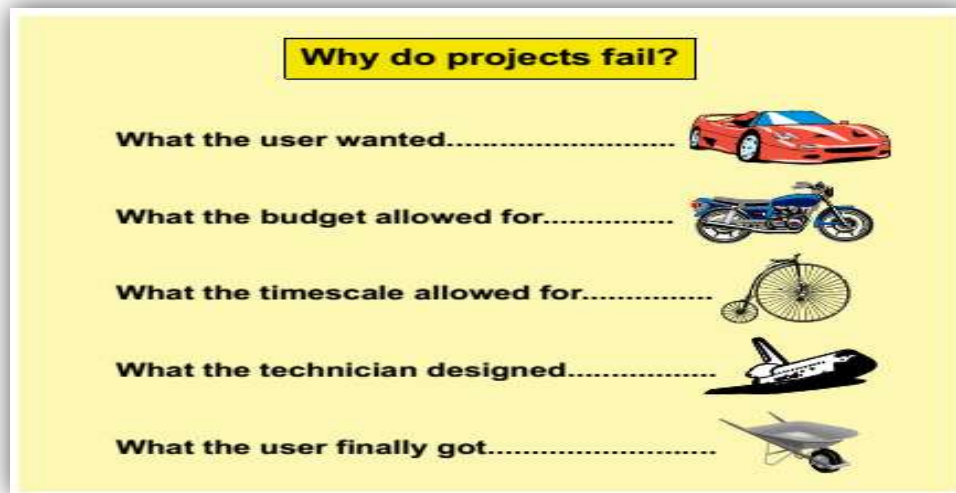 Why do projects fail?
What the user wanted..........................
What the budget allowed for...............
What the timescale allowed for...............
What the technician designed.................
What the user finally got..........................